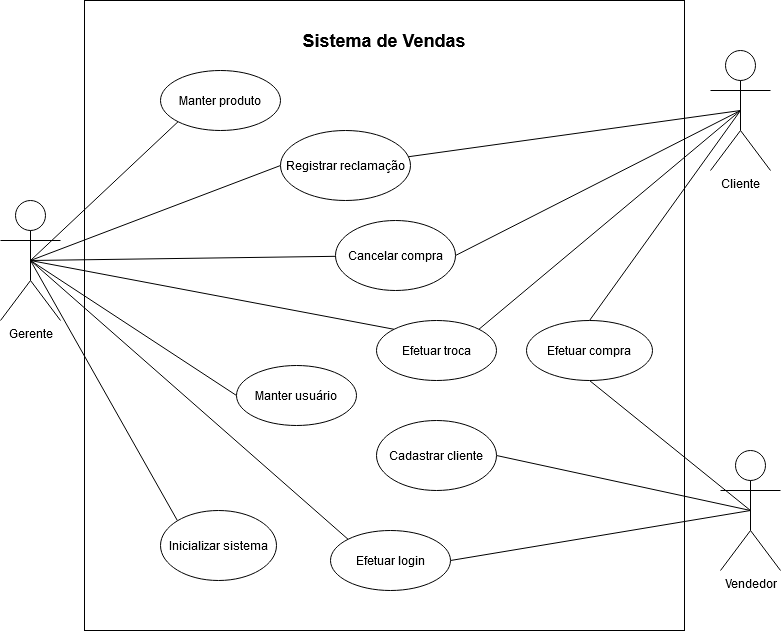 Sistema de Vendas
Manter produto
Registrar reclamação
Cliente
Cancelar compra
Gerente
Efetuar troca
Efetuar compra
Manter usuário
Cadastrar cliente
Inicializar sistema
Efetuar login
Vendedor